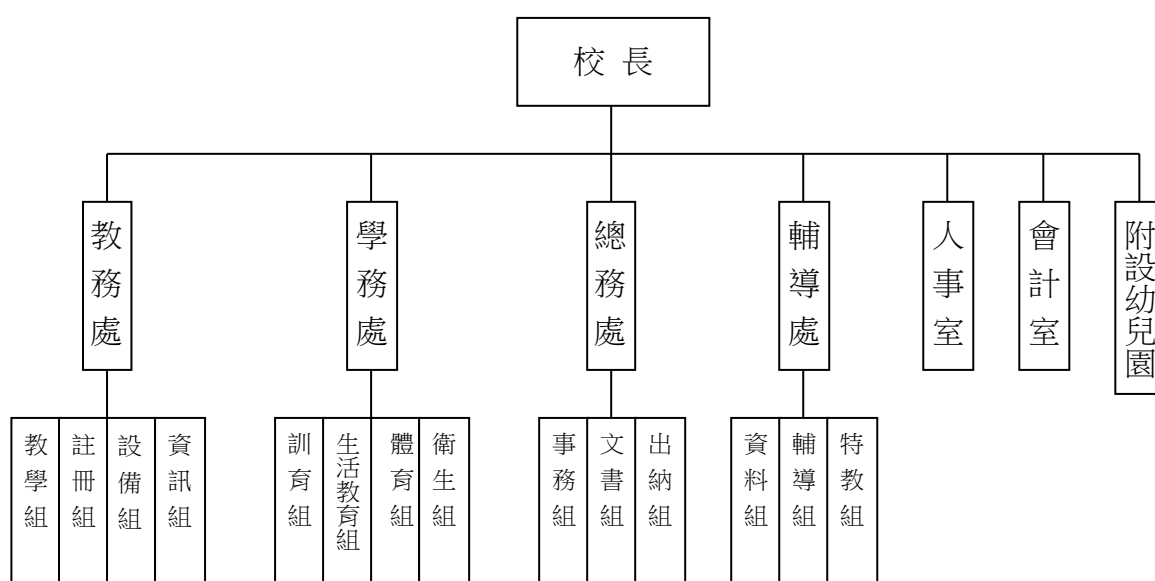 校長
教務處
學務處
總務處
輔導處
人事室
會計室
附設幼兒園
教學組
註冊組
設備組
資訊組
訓育組
生活教育組
體育組
衛生組
事務組
文書組
出納組
資料組
輔導組
特教組